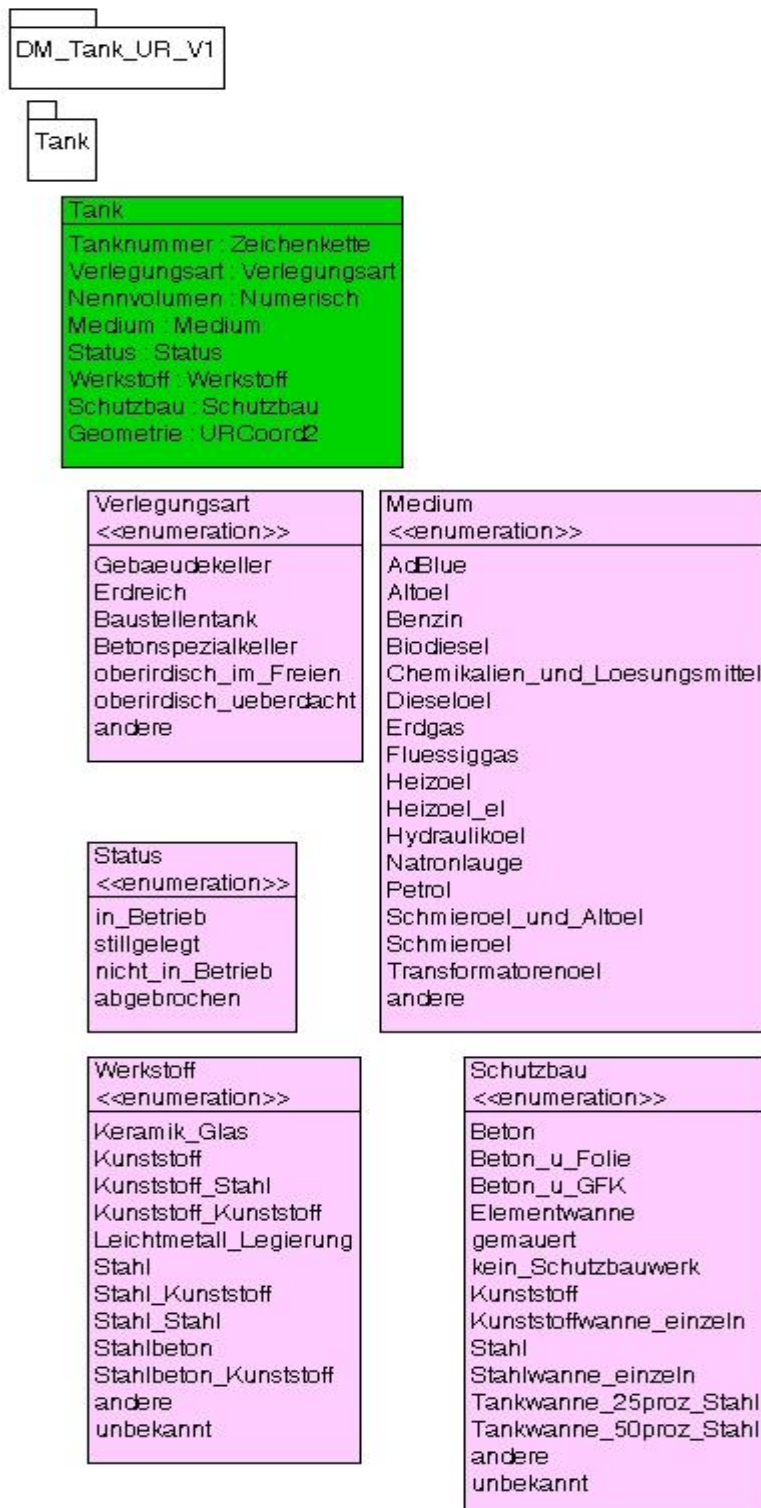 DM_Tank_UR_V1
Tank
Tank
Tanknummer : Zeichenkette
Verlegungsart : Verlegungsart
Nennvolumen : Numerisch
Medium : Medium
Status : Status
Werkstoff : Werkstoff
Schutzbau : Schutzbau
Geometrie : URCoord2
Verlegungsart
<<enumeration>>
Gebaeudekeller
Erdreich
Baustellentank
Betonspezialkeller
oberirdisch_im_Freien
oberirdisch_ueberdacht
andere
Medium
<<enumeration>>
AdBlue
Altoel
Benzin
Biodiesel
Chemikalien_und_Loesungsmittel
Dieseloel
Erdgas
Fluessiggas
Heizoel
Heizoel_el
Hydraulikoel
Natronlauge
Petrol
Schmieroel_und_Altoel
Schmieroel
Transformatorenoel
andere
Status
<<enumeration>>
in_Betrieb
stillgelegt
nicht_in_Betrieb
abgebrochen
Werkstoff
<<enumeration>>
Keramik_Glas
Kunststoff
Kunststoff_Stahl
Kunststoff_Kunststoff
Leichtmetall_Legierung
Stahl
Stahl_Kunststoff
Stahl_Stahl
Stahlbeton
Stahlbeton_Kunststoff
andere
unbekannt
Schutzbau
<<enumeration>>
Beton
Beton_u_Folie
Beton_u_GFK
Elementwanne
gemauert
kein_Schutzbauwerk
Kunststoff
Kunststoffwanne_einzeln
Stahl
Stahlwanne_einzeln
Tankwanne_25proz_Stahl
Tankwanne_50proz_Stahl
andere
unbekannt